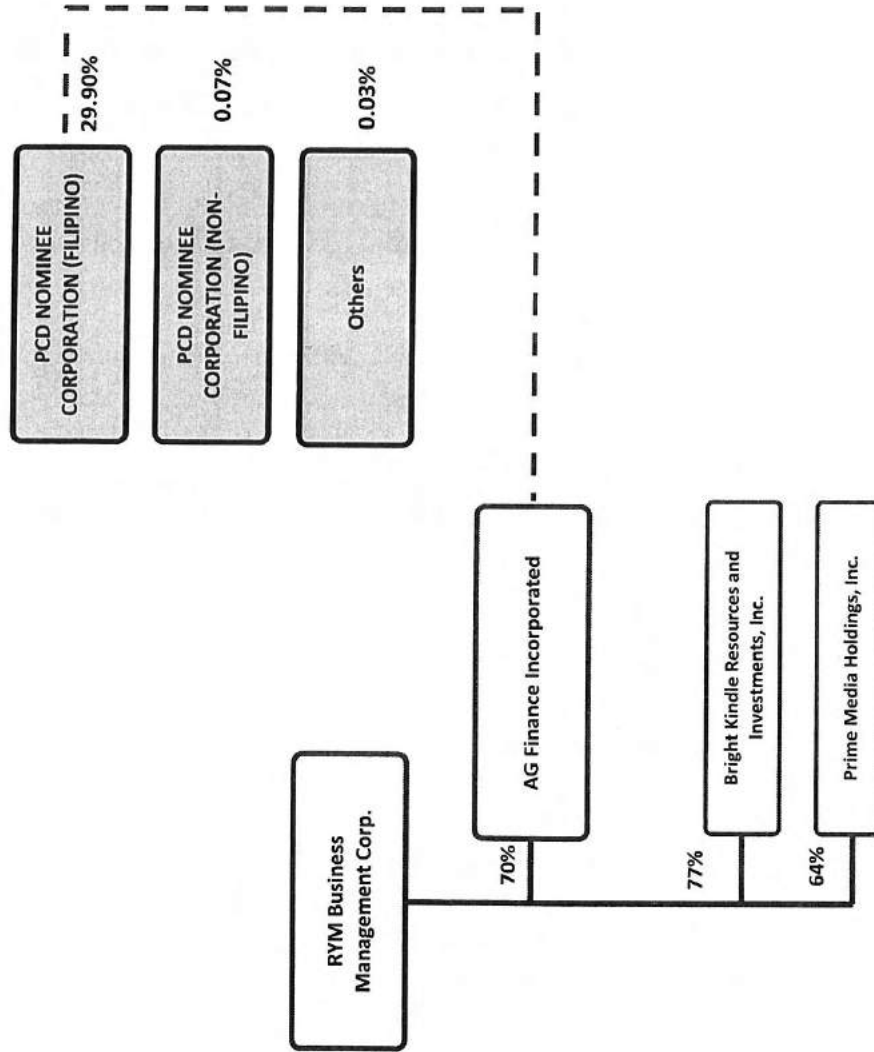 PCD NOMINEE
CORPORATION (FILIPINO)
29.90%
PCD NOMINEE
CORPORATION (NON-
FILIPINO)
0.07%
Others
0.03%
RYM Business
Management Corp.
70%
AG Finance Incorporated
77%
Bright Kindle Resources and
Investments, Inc.
64%
Prime Media Holdings, Inc.